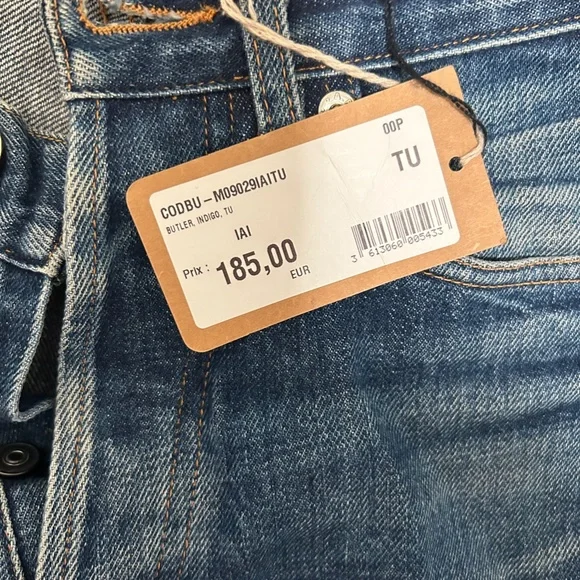 00P
TU
CODBU-M09029IAITU
BUTLER, INDIGO, TU
IAI
Prix : 185,00 EUR
3 613060 005433